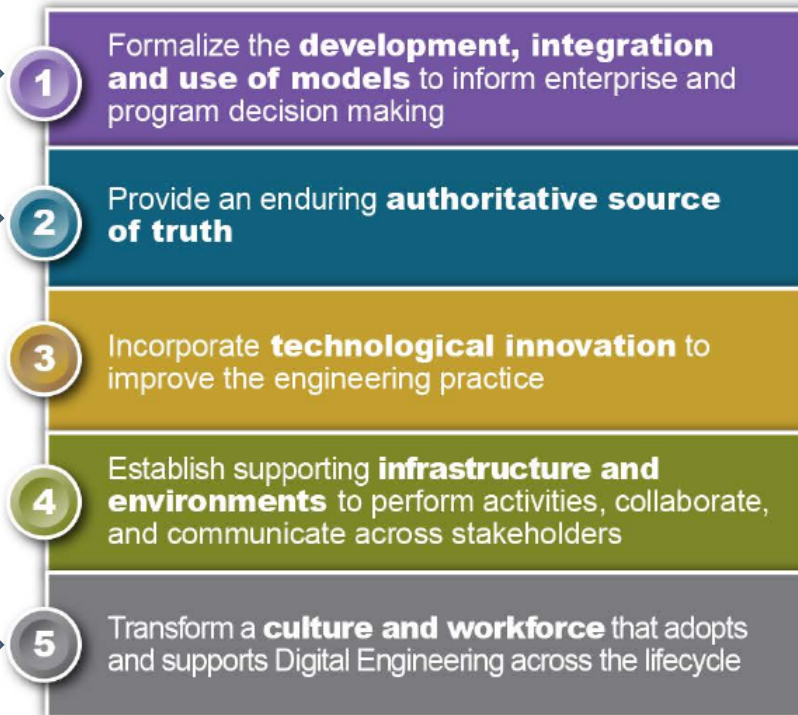 1
Formalize the development, integration
and use of models to inform enterprise and
program decision making
2
Provide an enduring authoritative source
of truth
3
Incorporate technological innovation to
improve the engineering practice
4
Establish supporting infrastructure and
environments to perform activities, collaborate,
and communicate across stakeholders
5
Transform a culture and workforce that adopts
and supports Digital Engineering across the lifecycle